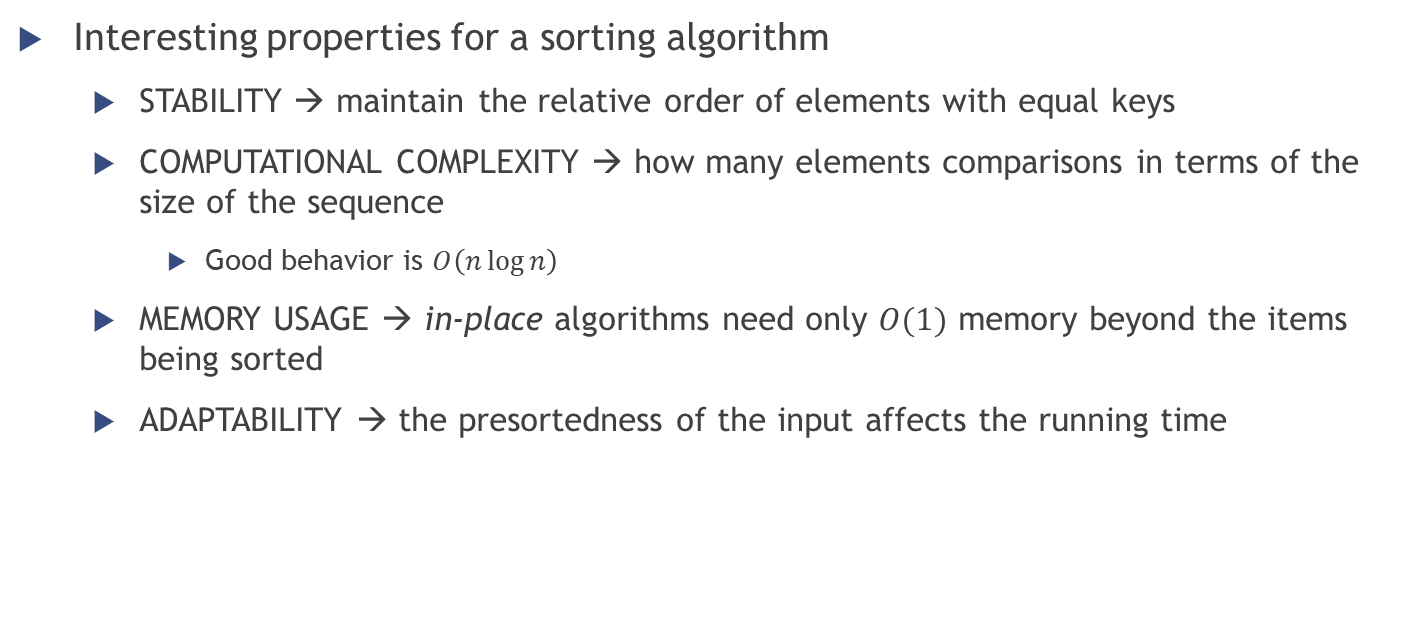 Interesting properties for a sorting algorithm
STABILITY → maintain the relative order of elements with equal keys
COMPUTATIONAL COMPLEXITY → how many elements comparisons in terms of the
size of the sequence
Good behavior is O(n log n)
MEMORY USAGE → in-place algorithms need only O(1) memory beyond the items
being sorted
ADAPTABILITY → the presortedness of the input affects the running time